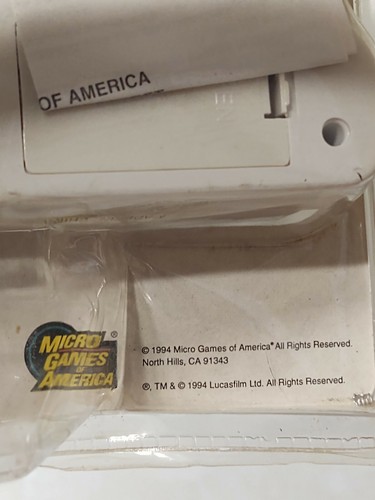 OF AMERICA
MICRO
GAMES
OF
AMERICA
®
© 1994 Micro Games of America® All Rights Reserved.
North Hills, CA 91343
®, TM & © 1994 Lucasfilm Ltd. All Rights Reserved.